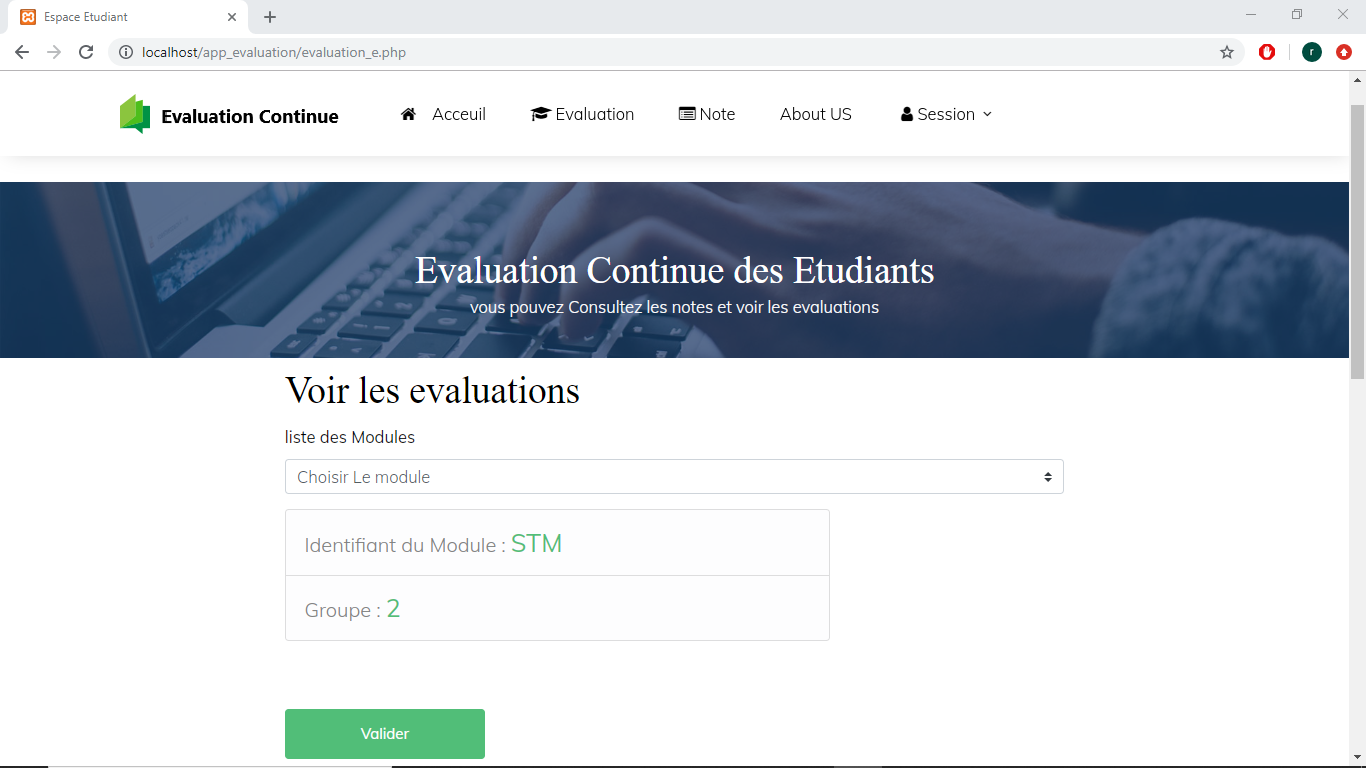 Espace Etudiant
localhost/app_evaluation/evaluation_e.php
r
Evaluation Continue
Acceuil
Evaluation
Note
About US
Session
Evaluation Continue des Etudiants
vous pouvez Consultez les notes et voir les evaluations
Voir les evaluations
liste des Modules
Choisir Le module
Identifiant du Module : STM
Groupe : 2
Valider